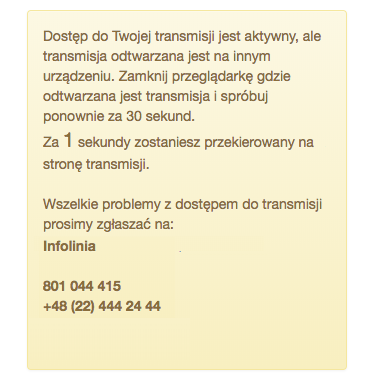 Dostęp do Twojej transmisji jest aktywny, ale
transmisja odtwarzana jest na innym
urządzeniu. Zamknij przeglądarkę gdzie
odtwarzana jest transmisja i spróbuj
ponownie za 30 sekund.
Za 1 sekundy zostaniesz przekierowany na
stronę transmisji.
Wszelkie problemy z dostępem do transmisji
prosimy zgłaszać na:
Infolinia
801 044 415
+48 (22) 444 24 44